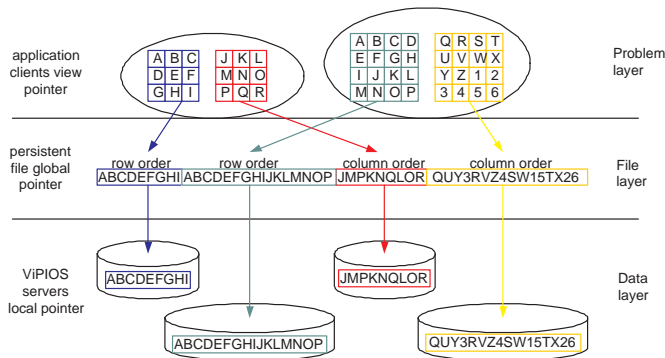 application
clients view
pointer
A B C
D E F
G H I
J K L
M N O
P Q R
A B C D
E F G H
I J K L
M N O P
Q R S T
U V W X
Y Z 1 2
3 4 5 6
Problem
layer
persistent
file global
pointer
row order
row order
column order
column order
ABCDEFGHI
ABCDEFGHIJKLMNOP
JMPKNQLOR
QUY3RVZ4SW15TX26
File
layer
ViPIOS
servers
local pointer
ABCDEFGHI
JMPKNQLOR
ABCDEFGHIJKLMNOP
QUY3RVZ4SW15TX26
Data
layer